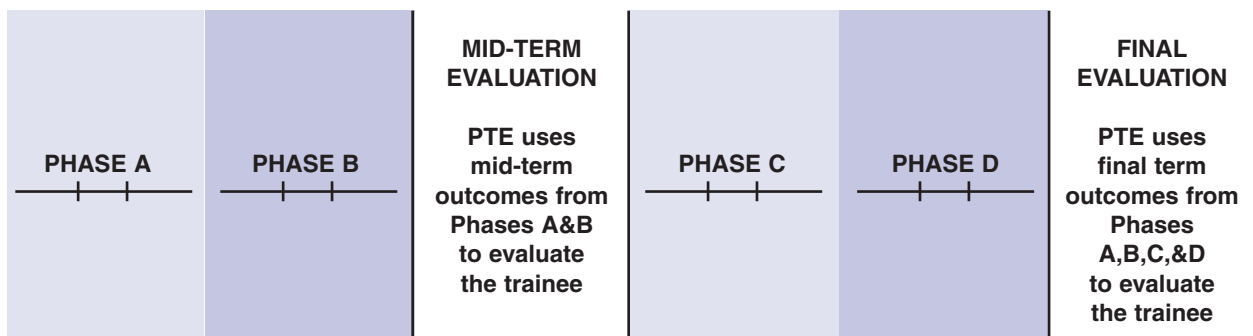 PHASE A
PHASE B
MID-TERM
EVALUATION
PTE uses
mid-term
outcomes from
Phases A&B
to evaluate
the trainee
PHASE C
PHASE D
FINAL
EVALUATION
PTE uses
final term
outcomes from
Phases
A,B,C,&D
to evaluate
the trainee